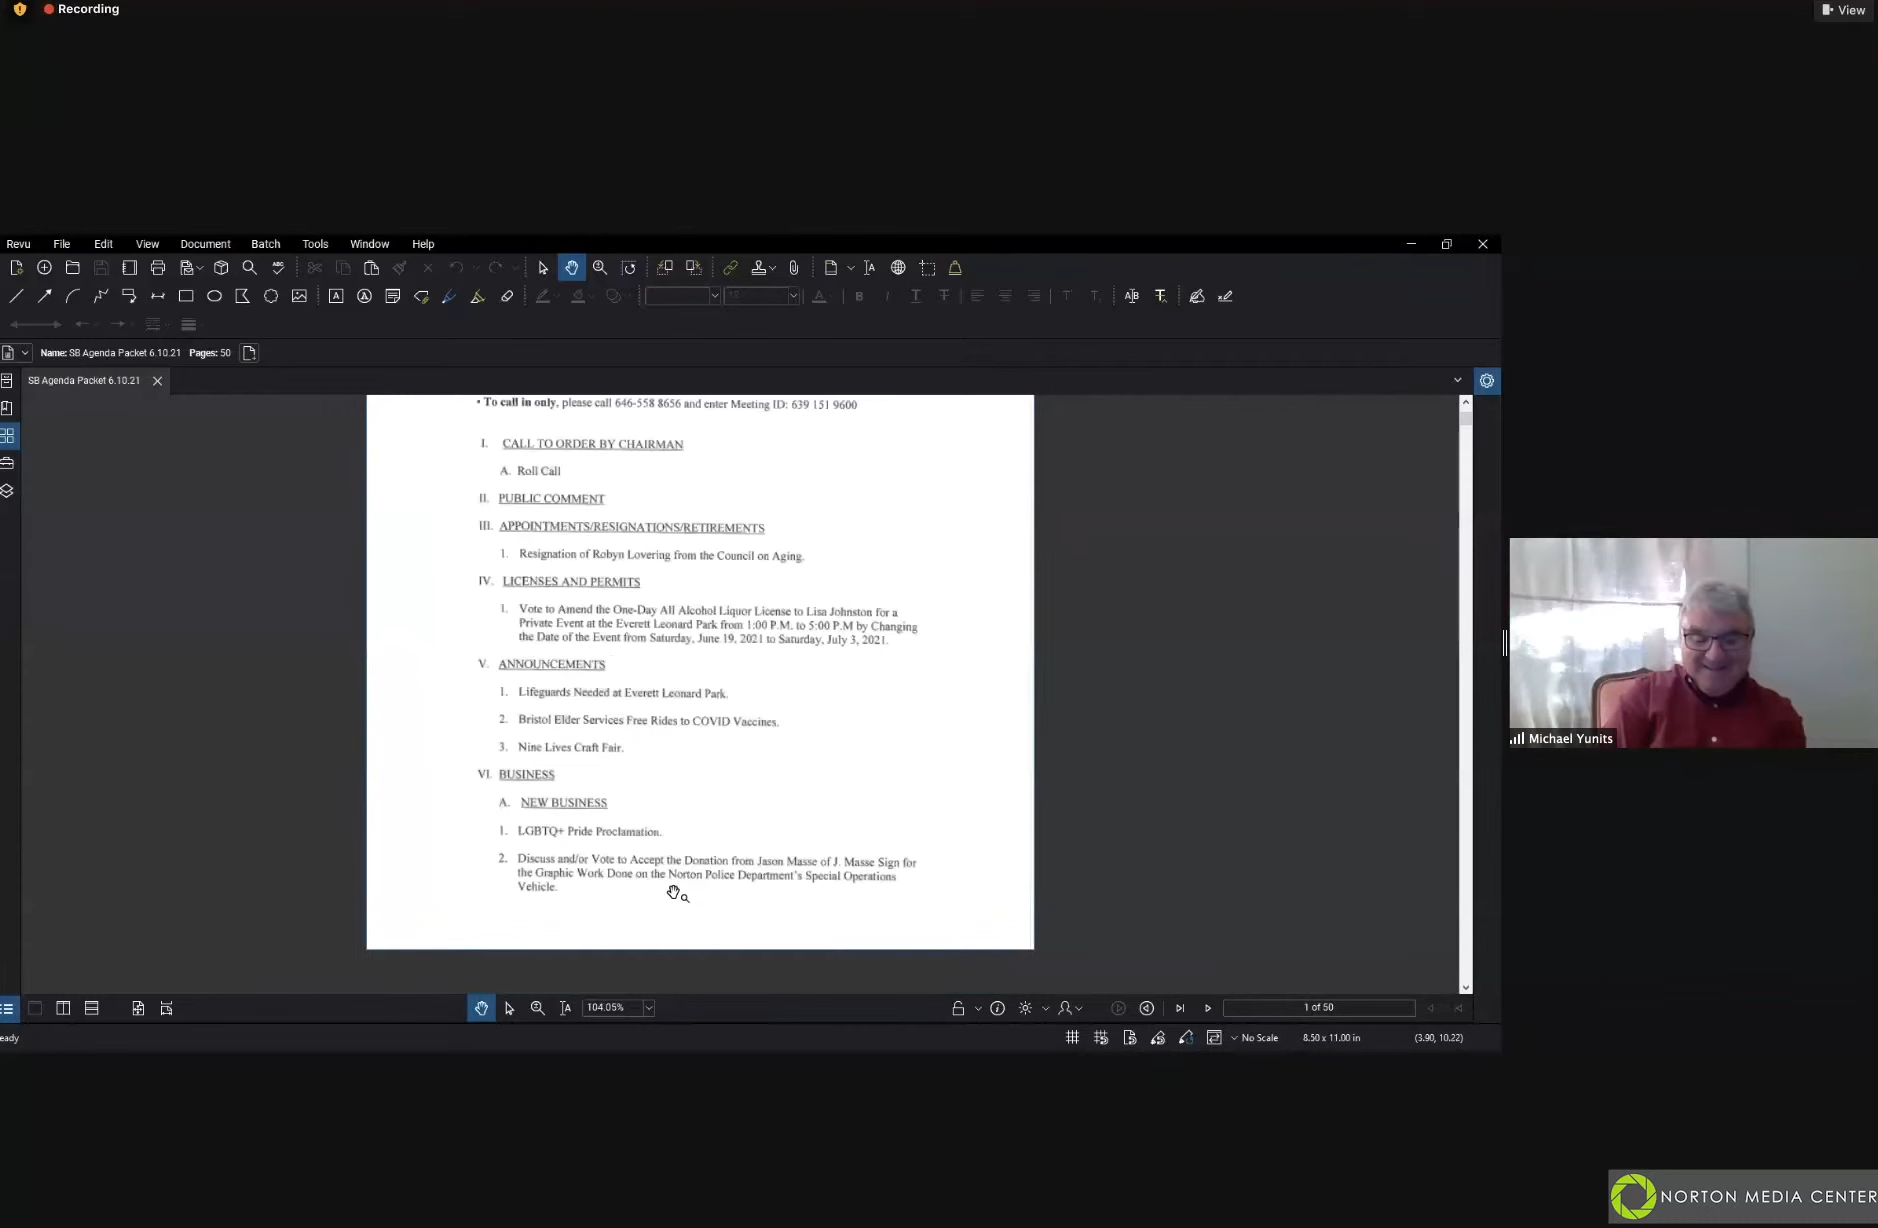 Recording
View
Revu File Edit View Document Batch Tools Window Help
Name: SB Agenda Packet 6.10.21 Pages: 50
SB Agenda Packet 6.10.21
• To call in only, please call 646-558 8656 and enter Meeting ID: 639 151 9600
I. CALL TO ORDER BY CHAIRMAN
A. Roll Call
II. PUBLIC COMMENT
III. APPOINTMENTS/RESIGNATIONS/RETIREMENTS
1. Resignation of Robyn Lovering from the Council on Aging.
IV. LICENSES AND PERMITS
1. Vote to Amend the One-Day All Alcohol Liquor License to Lisa Johnston for a
Private Event at the Everett Leonard Park from 1:00 P.M. to 5:00 P.M by Changing
the Date of the Event from Saturday, June 19, 2021 to Saturday, July 3, 2021.
V. ANNOUNCEMENTS
1. Lifeguards Needed at Everett Leonard Park.
2. Bristol Elder Services Free Rides to COVID Vaccines.
3. Nine Lives Craft Fair.
VI. BUSINESS
A. NEW BUSINESS
1. LGBTQ+ Pride Proclamation.
2. Discuss and/or Vote to Accept the Donation from Jason Masse of J. Masse Sign for
the Graphic Work Done on the Norton Police Department's Special Operations
Vehicle.
Michael Yunits
104.05%
1 of 50
eady
No Scale 8.50 x 11.00 in (3.90, 10.22)
NORTON MEDIA CENTER